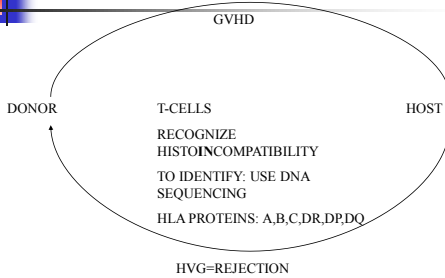 GVHD
DONOR
T-CELLS
HOST
RECOGNIZE
HISTOINCOMPATIBILITY
TO IDENTIFY: USE DNA
SEQUENCING
HLA PROTEINS: A,B,C,DR,DP,DQ
HVG=REJECTION